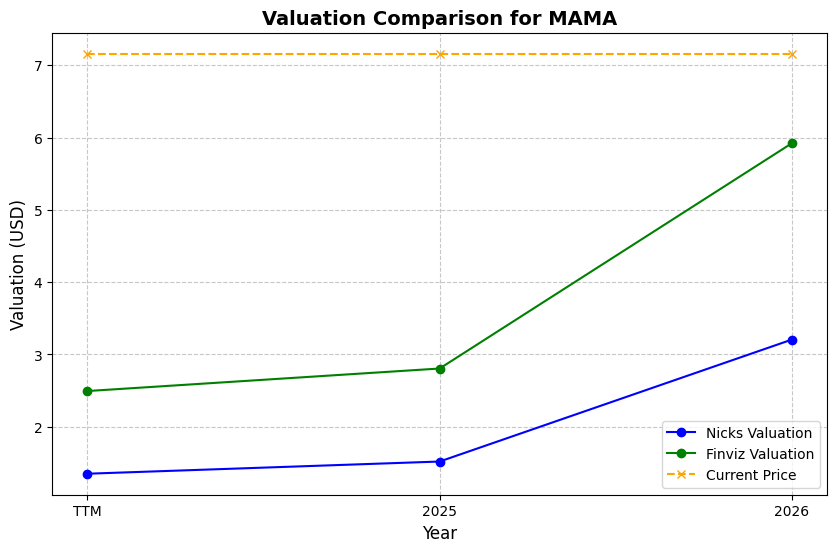 Valuation Comparison for MAMA
Valuation (USD)
7
6
5
4
3
2
TTM
2025
2026
Year
Nicks Valuation
Finviz Valuation
Current Price